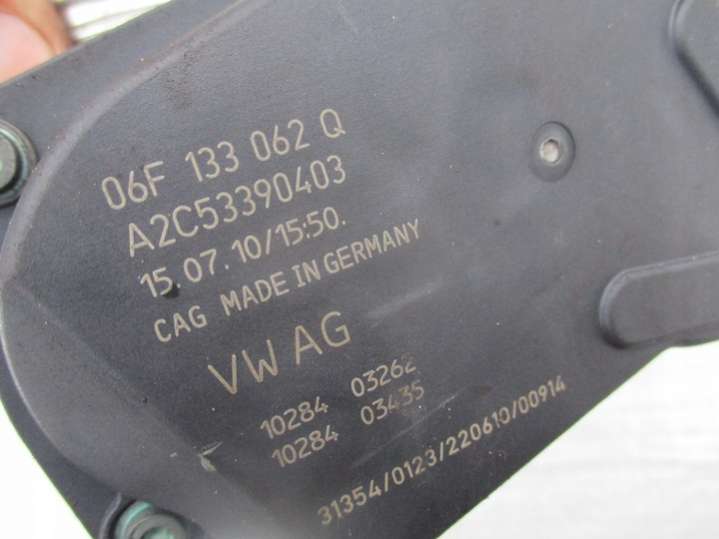 06F 133 062 Q
A2C53390403
15.07.10/15:50.
CAG MADE IN GERMANY
VW AG
10284 03262
10284 03435
31354/0123/220610/00914